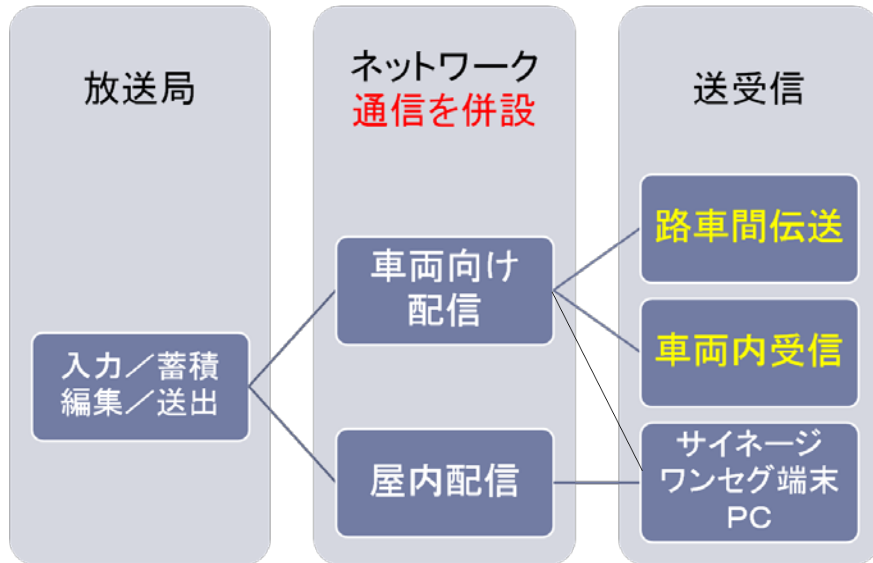 放送局
入力／蓄積
編集／送出
ネットワーク
通信を併設
車両向け
配信
屋内配信
送受信
路車間伝送
車両内受信
サイネージ
ワンセグ端末
PC